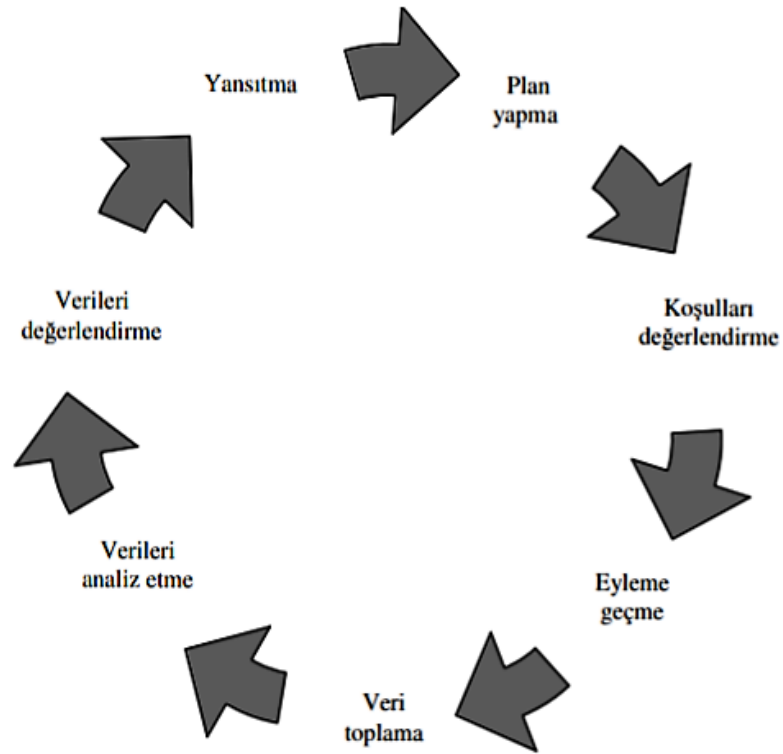 Yansıtma
Plan
yapma
Koşulları
değerlendirme
Eyleme
geçme
Veri
toplama
Verileri
analiz etme
Verileri
değerlendirme